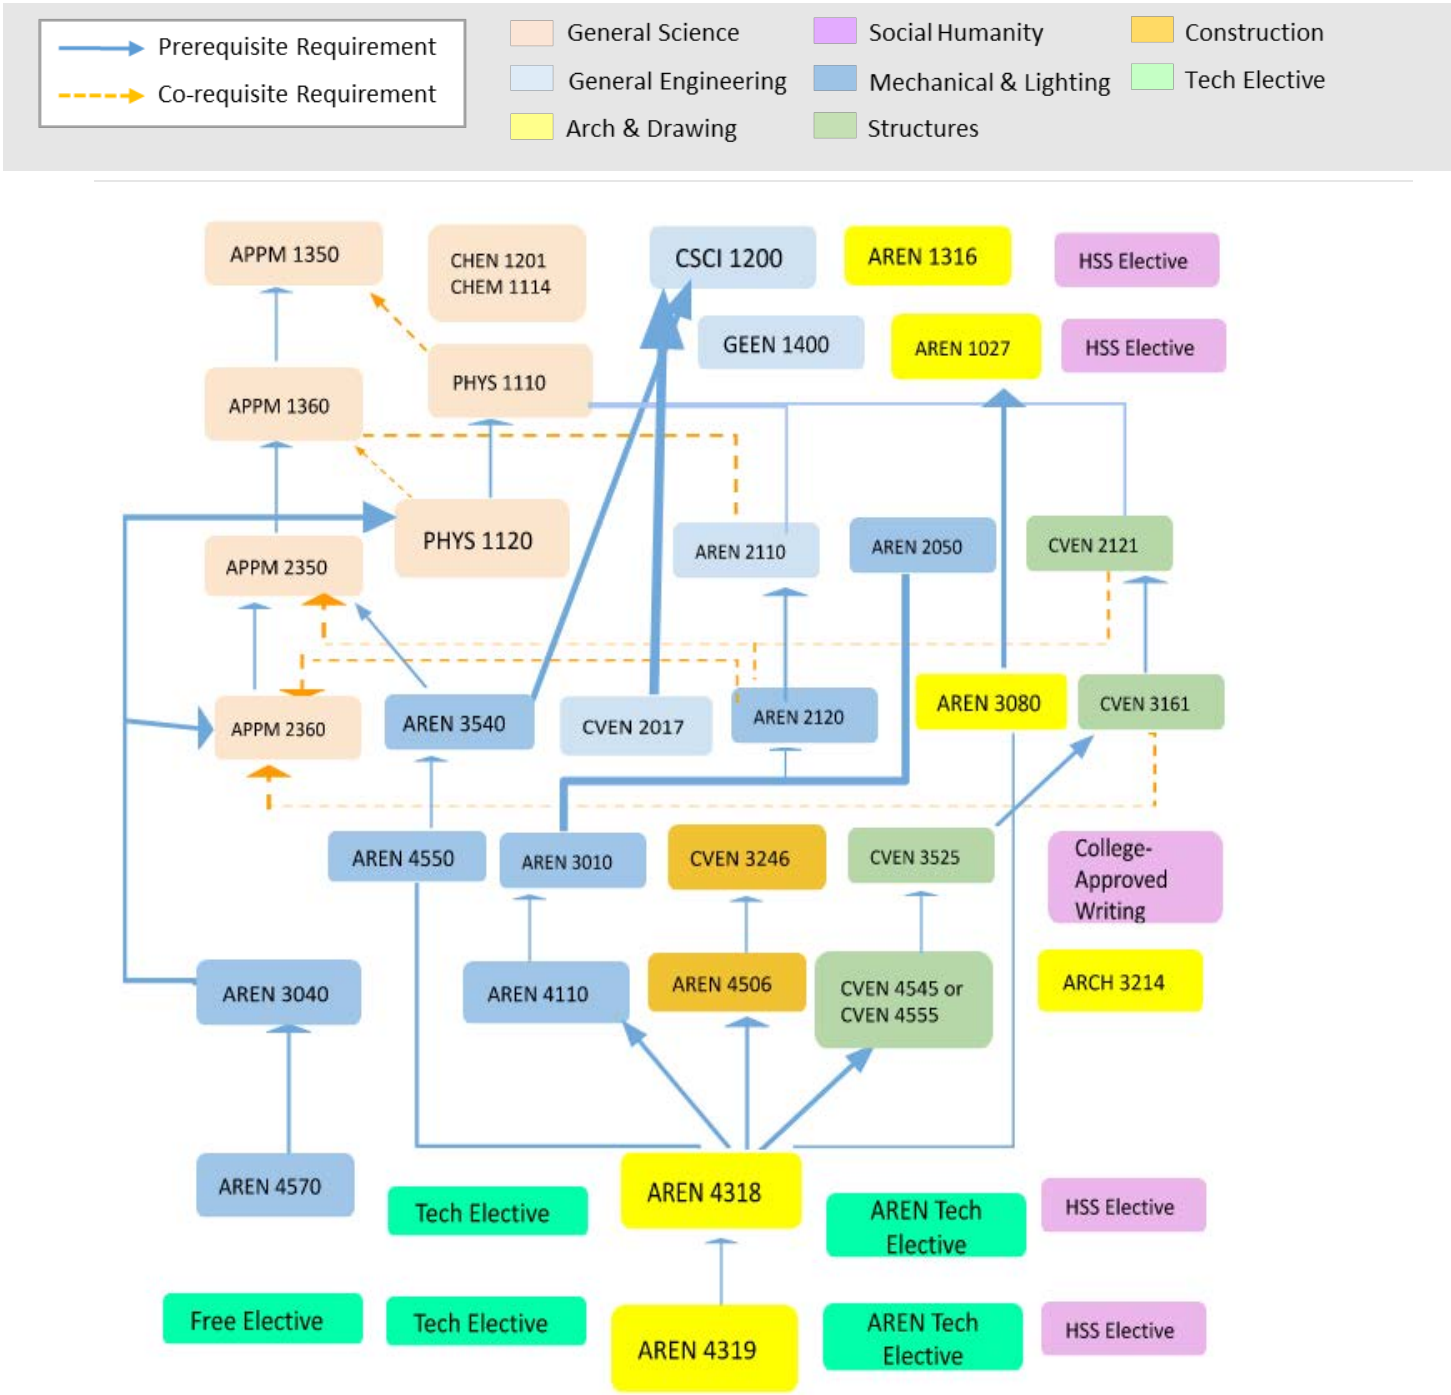 Prerequisite Requirement
Co-requisite Requirement
General Science
General Engineering
Arch & Drawing
Social Humanity
Mechanical & Lighting
Structures
Construction
Tech Elective
APPM 1350
CHEN 1201
CHEM 1114
CSCI 1200
AREN 1316
HSS Elective
GEEN 1400
AREN 1027
HSS Elective
PHYS 1110
APPM 1360
PHYS 1120
AREN 2110
AREN 2050
CVEN 2121
APPM 2350
APPM 2360
AREN 3540
CVEN 2017
AREN 2120
AREN 3080
CVEN 3161
AREN 4550
AREN 3010
CVEN 3246
CVEN 3525
College-
Approved
Writing
AREN 3040
AREN 4110
AREN 4506
CVEN 4545 or
CVEN 4555
ARCH 3214
AREN 4570
Tech Elective
AREN 4318
AREN Tech
Elective
HSS Elective
Free Elective
Tech Elective
AREN 4319
AREN Tech
Elective
HSS Elective